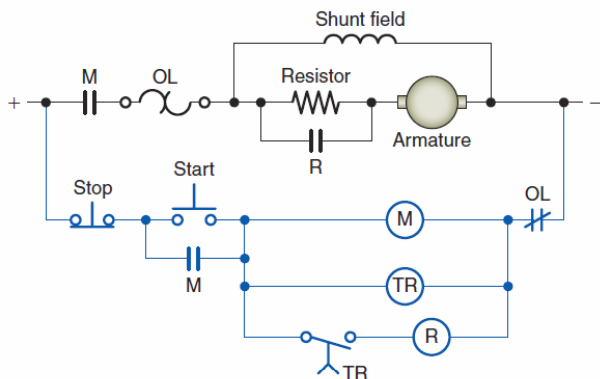 Shunt field
M
OL
Resistor
+
−
Armature
R
Start
Stop
OL
M
M
TR
R
TR